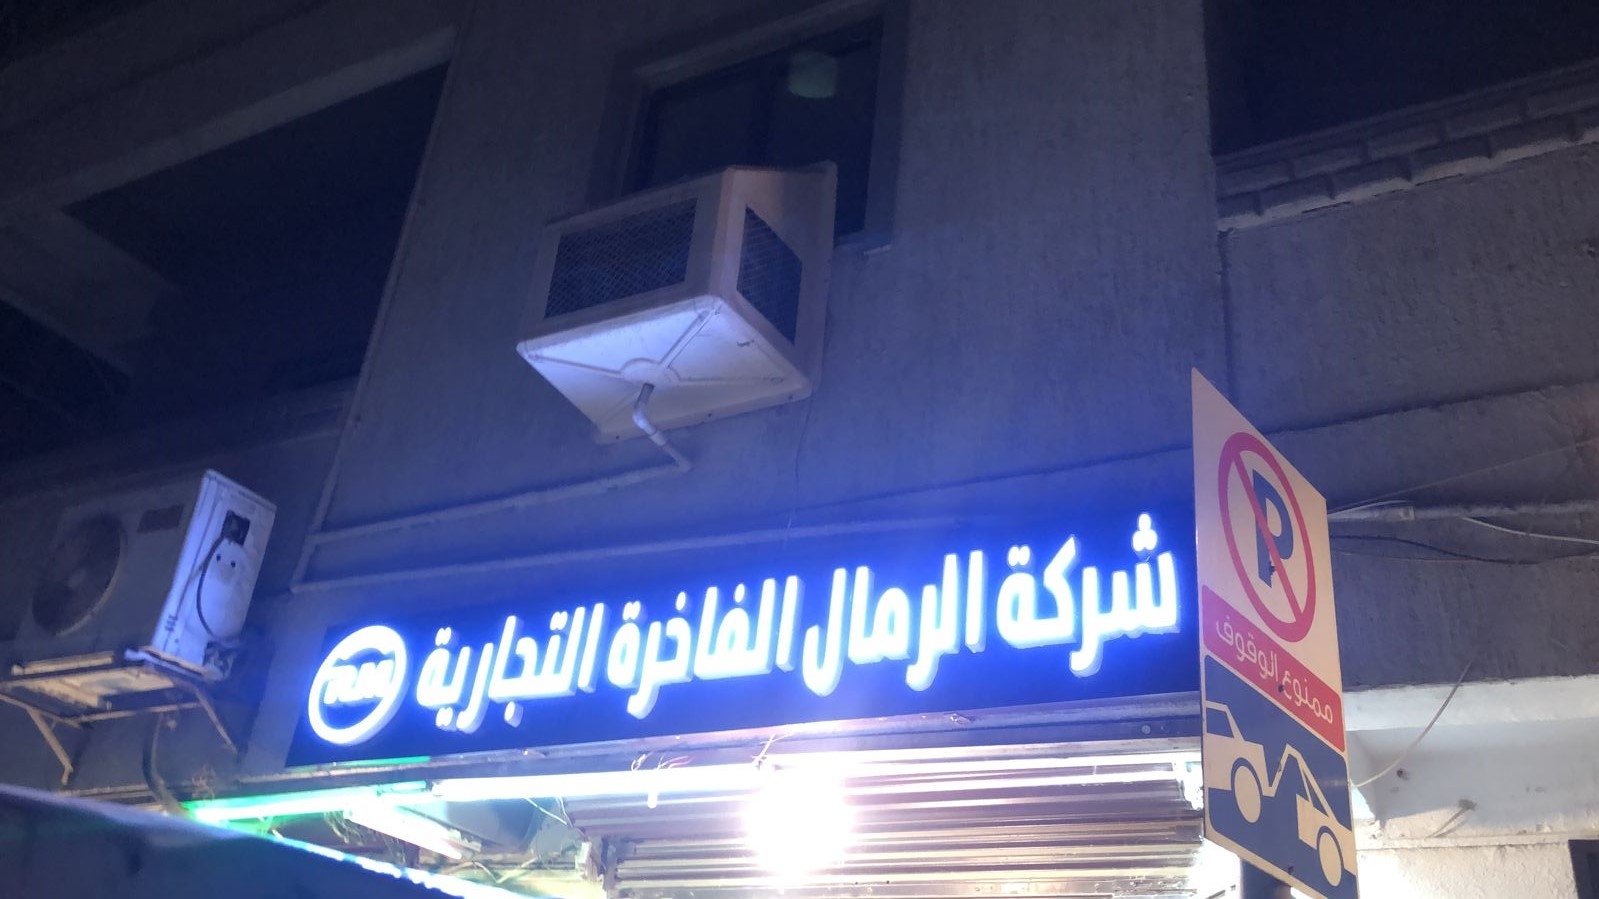 شركة الرمال الفاخرة التجارية
P
ممنوع الوقوف